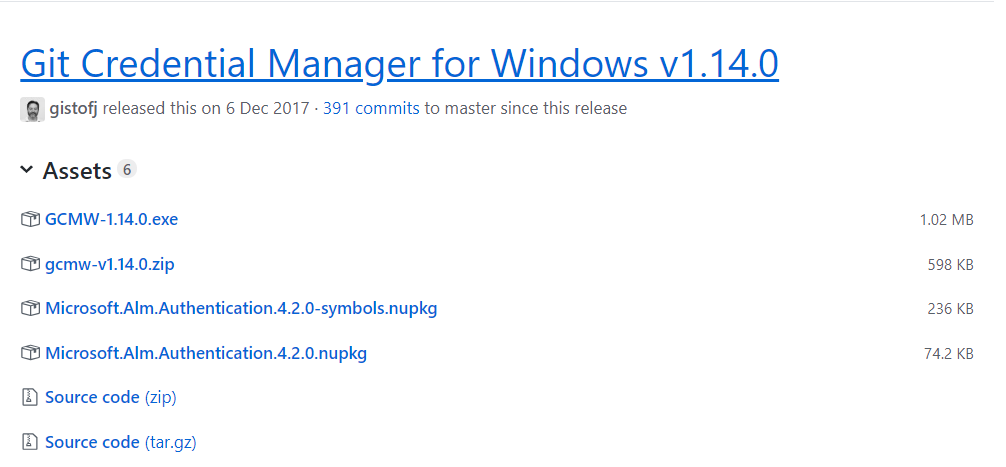 Git Credential Manager for Windows v1.14.0
gistofj released this on 6 Dec 2017 · 391 commits to master since this release
Assets 6
GCMW-1.14.0.exe 1.02 MB
gcmw-v1.14.0.zip 598 KB
Microsoft.Alm.Authentication.4.2.0-symbols.nupkg 236 KB
Microsoft.Alm.Authentication.4.2.0.nupkg 74.2 KB
Source code (zip)
Source code (tar.gz)